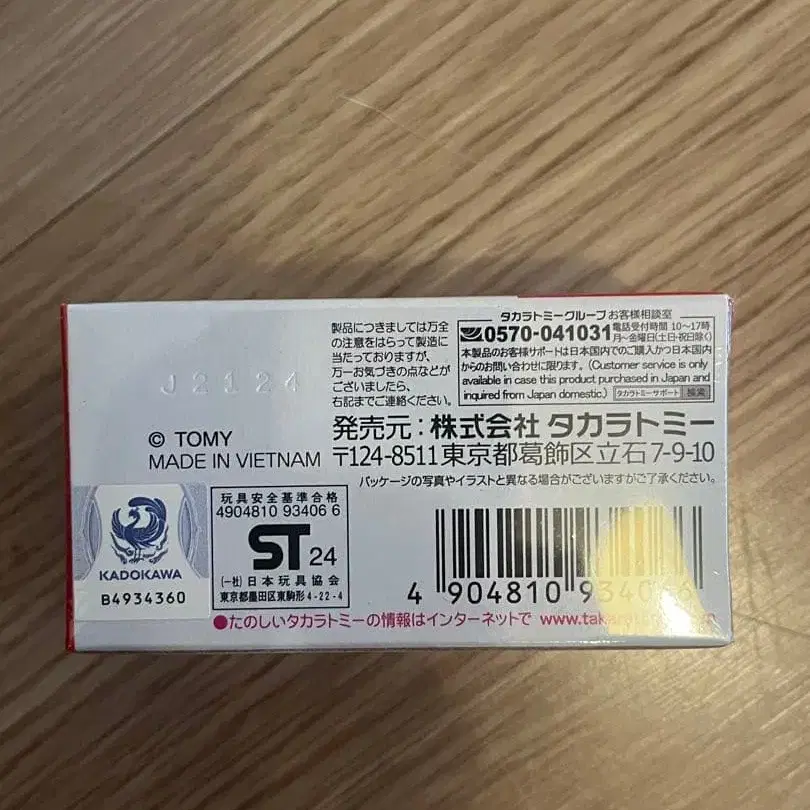 タカラトミーグループ お客様相談室
0570-041031 電話受付時間 10〜17時
月〜金曜日(土日・祝日除く)
本製品のお客様サポートは日本国内でのご購入かつ日本国内
からのお問い合わせに限ります。(Customer service is only
available in case this product purchased in Japan and
inquired from Japan domestic.) タカラトミーサポート 検索
製品につきましては万全
の注意をはらって製造に
当たっておりますが、
万一お気づきの点などが
ございましたら、
右記までご連絡ください。
J2124
© TOMY
MADE IN VIETNAM
発売元:株式会社 タカラトミー
〒124-8511東京都葛飾区立石7-9-10
パッケージの写真やイラストと異なる場合がございますがご了承ください。
KADOKAWA
B4934360
玩具安全基準合格
4904810 93406 6
ST 24
(一社)日本玩具協会
東京都墨田区東駒形4-22-4
4 904810 934066
●たのしいタカラトミーの情報はインターネットで www.